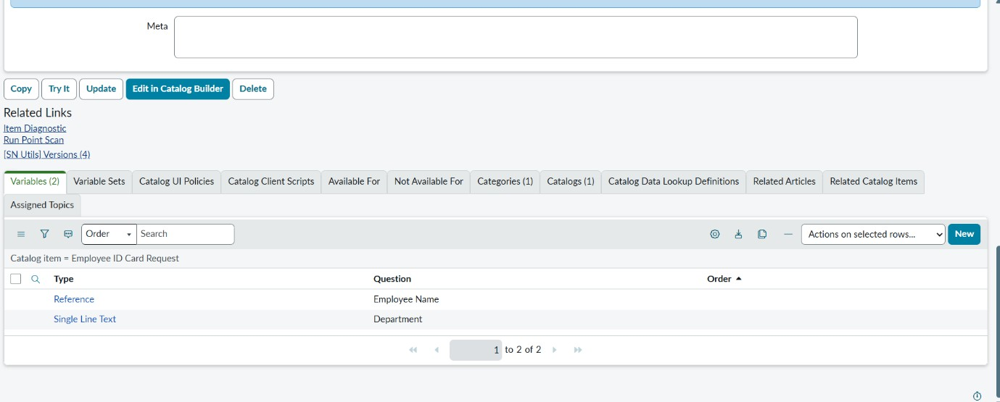 Meta
Copy Try It Update Edit in Catalog Builder Delete
Related Links
Item Diagnostic
Run Point Scan
[SN Utils] Versions (4)
Variables (2) Variable Sets Catalog UI Policies Catalog Client Scripts Available For Not Available For Categories (1) Catalogs (1) Catalog Data Lookup Definitions Related Articles Related Catalog Items
Assigned Topics
Order Search Actions on selected rows... New
Catalog item = Employee ID Card Request
Type Question Order
Reference Employee Name
Single Line Text Department
1 to 2 of 2